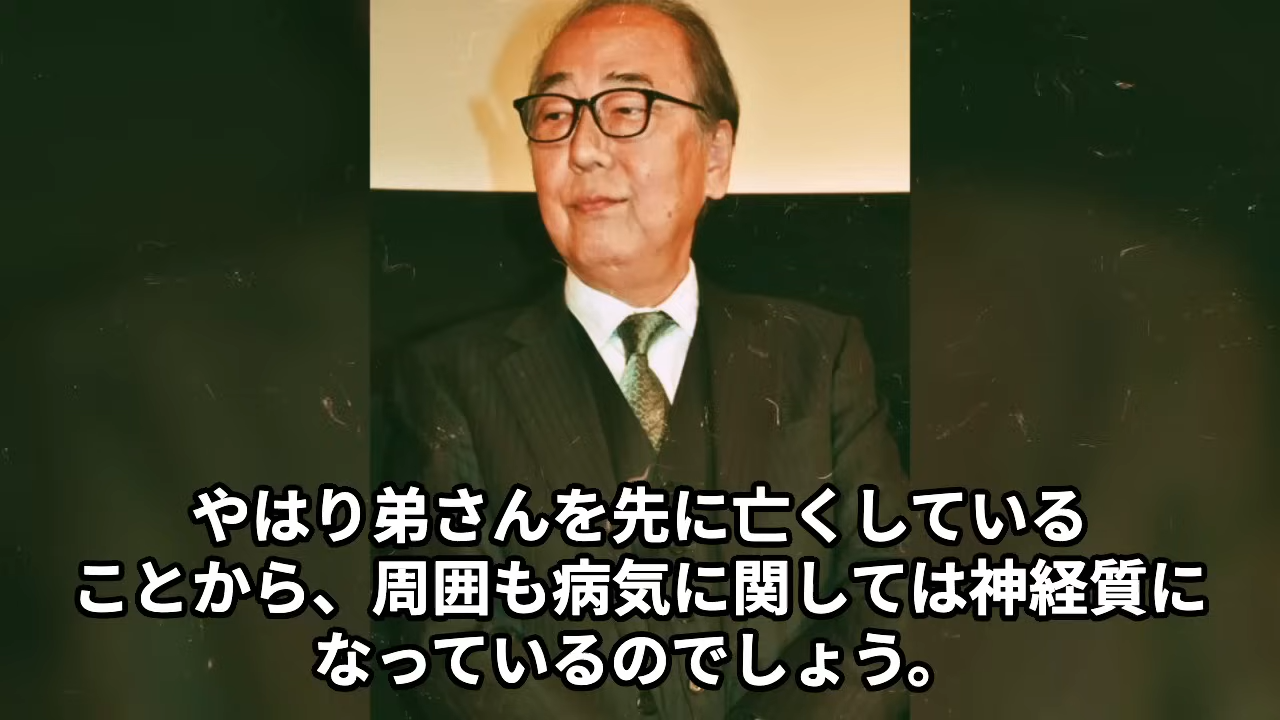 やはり弟さんを先に亡くしている
ことから、周囲も病気に関しては神経質に
なっているのでしょう。